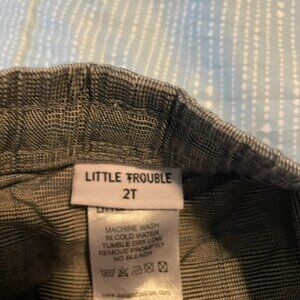 LITTLE TROUBLE
2T
MACHINE WASH
IN COLD WATER
TUMBLE DRY LOW
REMOVE PROMPTLY
NO BLEACH